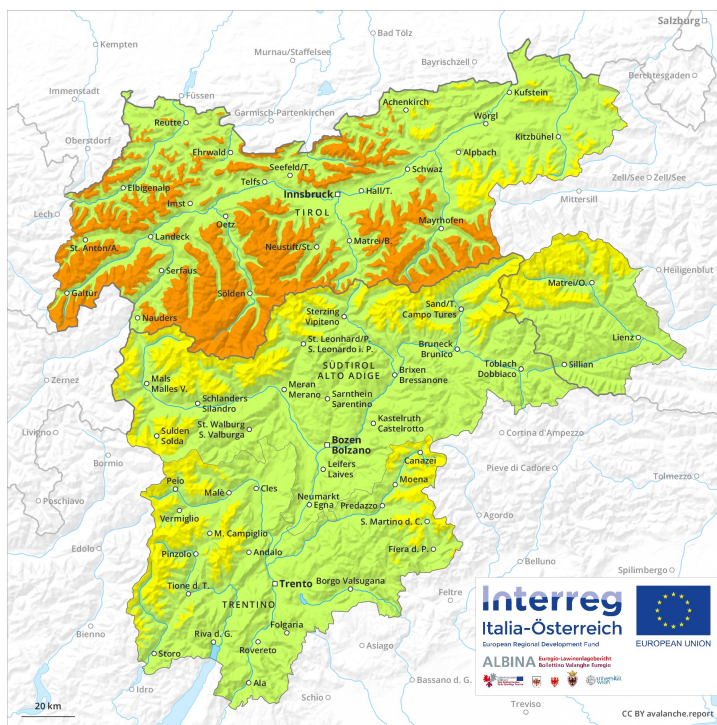 Salzburg
Kempten
Bad Tölz
Murnau/Staffelsee
Bayrischzell
Berchtesgaden
Immenstadt
Füssen
Garmisch-Partenkirchen
Achenkirch
Kufstein
Reutte
Wörgl
Oberstdorf
Ehrwald
Kitzbühel
Seefeld/T.
Alpbach
Telfs
Schwaz
Zell/See
Zell/See
Elbigenalp
Innsbruck
Hall/T.
Mittersill
Lech
Imst
TIROL
Mayrhofen
Oetz
St. Anton/A.
Landeck
Neustift/St.
Matrei/B.
Serfaus
Heiligenblut
Galtür
Sölden
Matrei/O.
Nauders
Sterzing
Vipiteno
Sand/T.
Campo Tures
St. Leonhard/P.
S. Leonardo i. P.
Bruneck
Brunico
Lienz
Zernez
SÜDTIROL
ALTO ADIGE
Toblach
Dobbiaco
Sillian
Mals
Malles V.
Brixen
Bressanone
Meran
Merano
Schlanders
Silandro
Sarnthein
Sarentino
St. Walburg
S. Valburga
Kastelruth
Castelrotto
Livigno
Sulden
Solda
Bozen
Bolzano
Cortina d'Ampezzo
Bormio
Canazei
Leifers
Laives
Pieve di Cadore
Tolmezzo
Poschiavo
Peio
Malè
Cles
Moena
Neumarkt
Egna
Predazzo
Vermiglio
Agordo
S. Martino d. C.
M. Campiglio
Edolo
Pinzolo
Andalo
Fiera d. P.
Belluno
Spilimbergo
Trento
Borgo Valsugana
Tione d. T.
Feltre
TRENTINO
Folgaria
Bienno
Riva d. G.
Rovereto
Asiago
Storo
Idro
Ala
Schio
Bassano d. G.
Treviso
20 km
Interreg
Italia-Österreich
European Regional Development Fund
EUROPEAN UNION
ALBINA
Euregio-Lawinenlagebericht
Bollettino Valanghe Euregio
universität
wien
CC BY avalanche.report